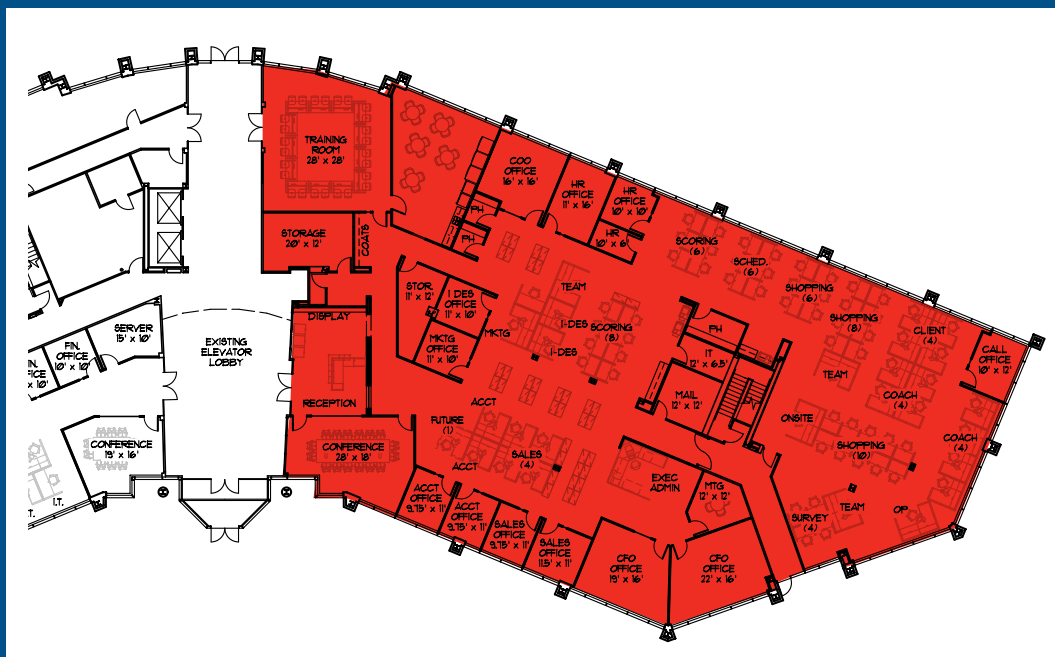 TRAINING
ROOM
28' x 28'
COO
OFFICE
16' x 16'
HR
OFFICE
11' x 16'
HR
OFFICE
10' x 10'
HR
10' x 6'
PH
PH
STORAGE
20' x 12'
COATS
SCORING
(6)
SCHED.
(6)
SHOPPING
(6)
SHOPPING
(8)
CLIENT
(4)
CALL
OFFICE
10' x 12'
STOR.
11' x 12'
I DES
OFFICE
11' x 10'
MKTG
OFFICE
11' x 10'
MKTG
TEAM
I-DES
I-DES
SCORING
(8)
PH
IT
12' x 6.5'
MAIL
12' x 12'
TEAM
COACH
(4)
COACH
(4)
ONSITE
SHOPPING
(10)
DISPLAY
RECEPTION
EXISTING
ELEVATOR
LOBBY
SERVER
15' x 10'
FIN.
OFFICE
10' x 10'
IN.
FICE
x 10'
CONFERENCE
19' x 16'
I.T.
T.
CONFERENCE
28' x 18'
FUTURE
(1)
ACCT
ACCT
SALES
(4)
ACCT
OFFICE
9.75' x 11'
ACCT
OFFICE
9.75' x 11'
SALES
OFFICE
9.75' x 11'
SALES
OFFICE
11.5' x 11'
EXEC
ADMIN
MTG
12' x 12'
CFO
OFFICE
19' x 16'
CFO
OFFICE
22' x 16'
SURVEY
(4)
TEAM
OP